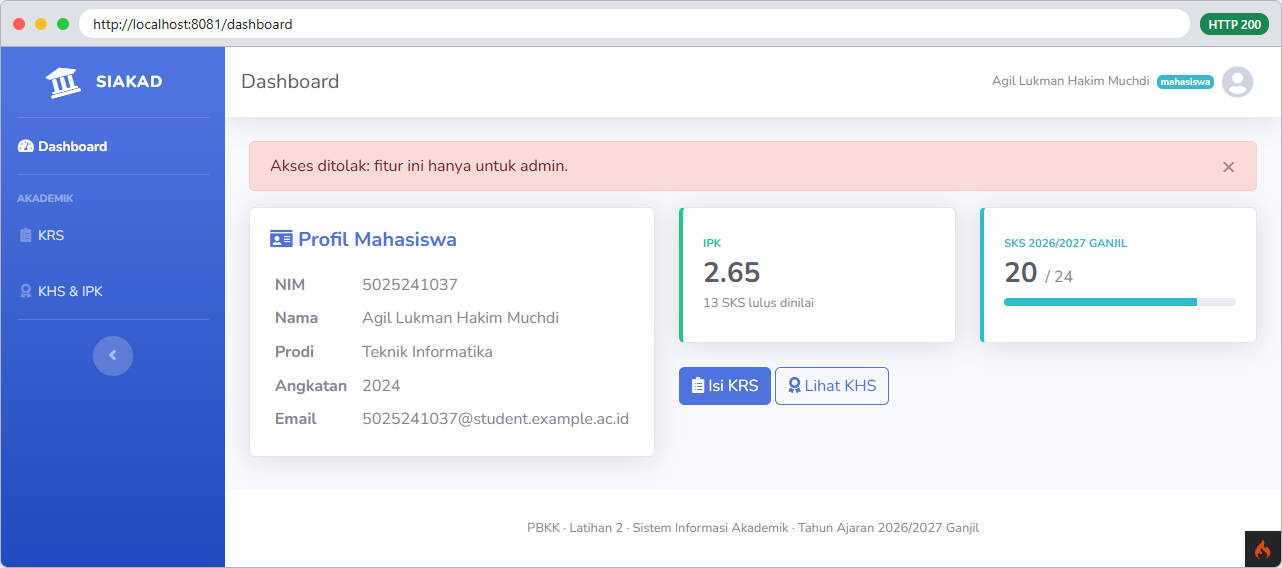 http://localhost:8081/dashboard
HTTP 200
SIAKAD
Dashboard
AKADEMIK
KRS
KHS & IPK
Dashboard
Agil Lukman Hakim Muchdi mahasiswa
Akses ditolak: fitur ini hanya untuk admin.
Profil Mahasiswa
NIM 5025241037
Nama Agil Lukman Hakim Muchdi
Prodi Teknik Informatika
Angkatan 2024
Email 5025241037@student.example.ac.id
IPK
2.65
13 SKS lulus dinilai
SKS 2026/2027 GANJIL
20 / 24
Isi KRS
Lihat KHS
PBKK · Latihan 2 · Sistem Informasi Akademik · Tahun Ajaran 2026/2027 Ganjil